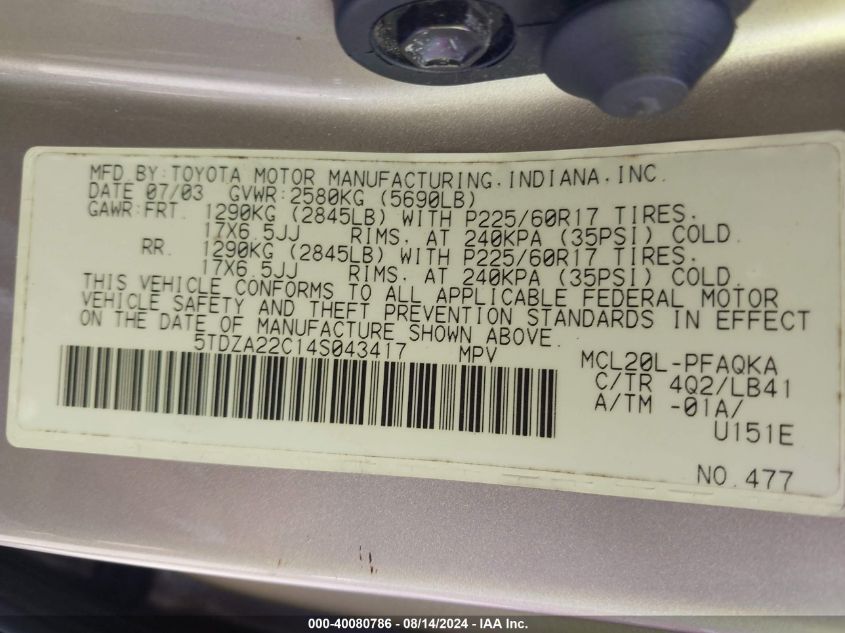 MFD BY: TOYOTA MOTOR MANUFACTURING, INDIANA, INC.
DATE 07/03 GVWR: 2580KG (5690LB)
GAWR: FRT. 1290KG (2845LB) WITH P225/60R17 TIRES.
17X6.5JJ RIMS. AT 240KPA (35PSI) COLD.
RR. 1290KG (2845LB) WITH P225/60R17 TIRES.
17X6.5JJ RIMS. AT 240KPA (35PSI) COLD.
THIS VEHICLE CONFORMS TO ALL APPLICABLE FEDERAL MOTOR
VEHICLE SAFETY AND THEFT PREVENTION STANDARDS IN EFFECT
ON THE DATE OF MANUFACTURE SHOWN ABOVE.
5TDZA22C14S043417 MPV
MCL20L-PFAQKA
C/TR 4Q2/LB41
A/TM -01A/
U151E
NO. 477
000-40080786 - 08/14/2024 - IAA Inc.